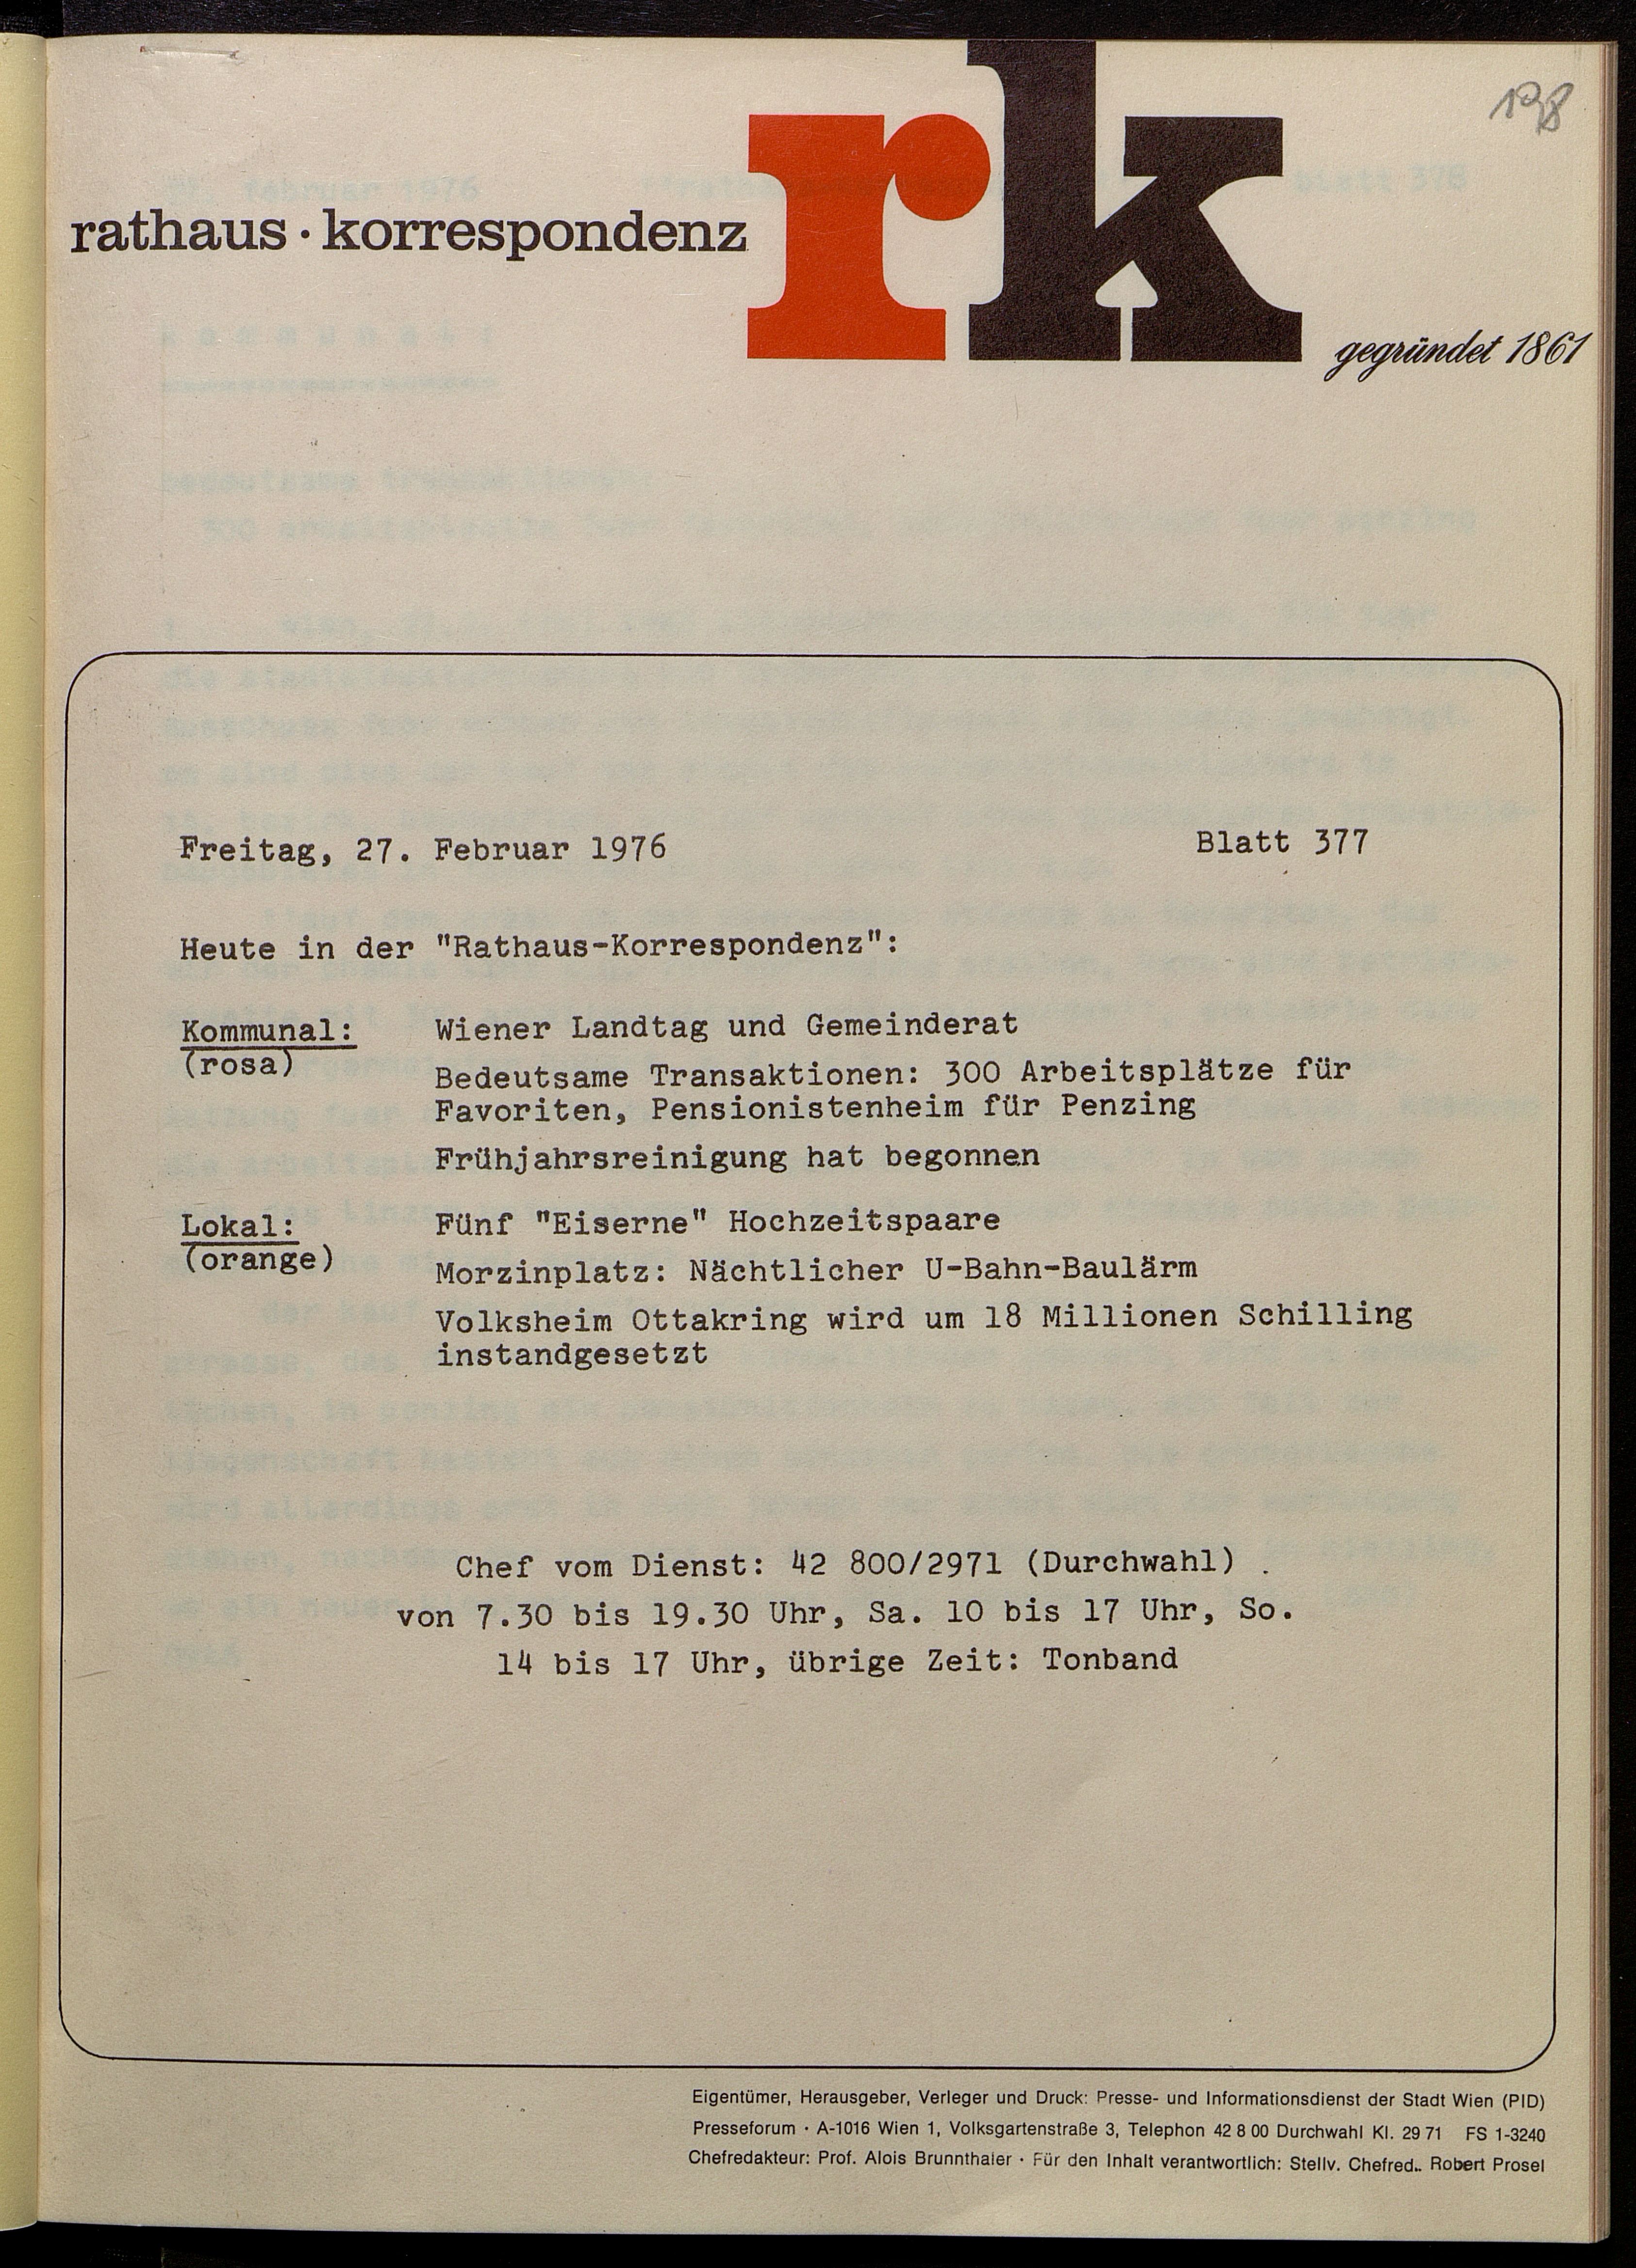 rathaus · korrespondenz
rk
gegründet 1861
Freitag, 27. Februar 1976 Blatt 377
Heute in der "Rathaus-Korrespondenz":
Kommunal: Wiener Landtag und Gemeinderat
(rosa)
Bedeutsame Transaktionen: 300 Arbeitsplätze für
Favoriten, Pensionistenheim für Penzing
Frühjahrsreinigung hat begonnen
Lokal: Fünf "Eiserne" Hochzeitspaare
(orange)
Morzinplatz: Nächtlicher U-Bahn-Baulärm
Volksheim Ottakring wird um 18 Millionen Schilling
instandgesetzt
Chef vom Dienst: 42 800/2971 (Durchwahl)
von 7.30 bis 19.30 Uhr, Sa. 10 bis 17 Uhr, So.
14 bis 17 Uhr, übrige Zeit: Tonband
Eigentümer, Herausgeber, Verleger und Druck: Presse- und Informationsdienst der Stadt Wien (PID)
Presseforum · A-1016 Wien 1, Volksgartenstraße 3, Telephon 42 8 00 Durchwahl Kl. 29 71 FS 1-3240
Chefredakteur: Prof. Alois Brunnthaler · Für den Inhalt verantwortlich: Stellv. Chefred.. Robert Prosel